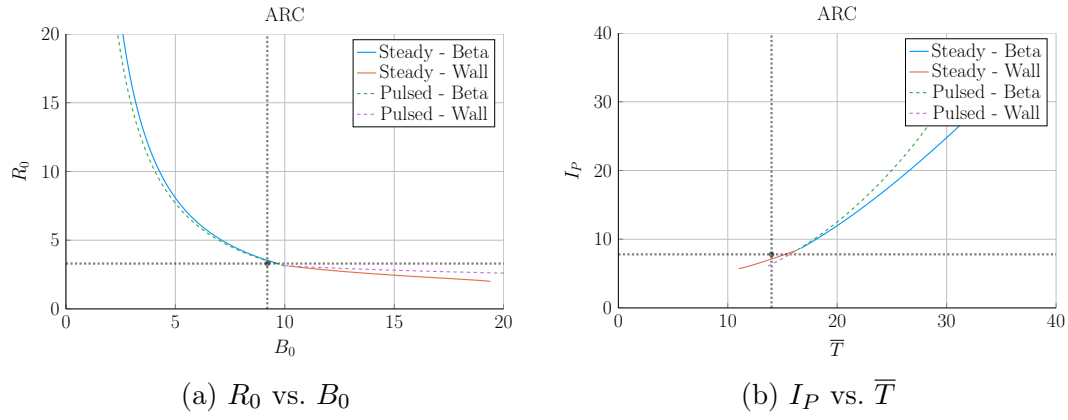 ARC
20
15
10
5
0
R₀
0 5 10 15 20
B₀
Steady - Beta
Steady - Wall
Pulsed - Beta
Pulsed - Wall
(a) R₀ vs. B₀
ARC
40
30
20
10
0
I_P
0 10 20 30 40
T̅
Steady - Beta
Steady - Wall
Pulsed - Beta
Pulsed - Wall
(b) I_P vs. T̅